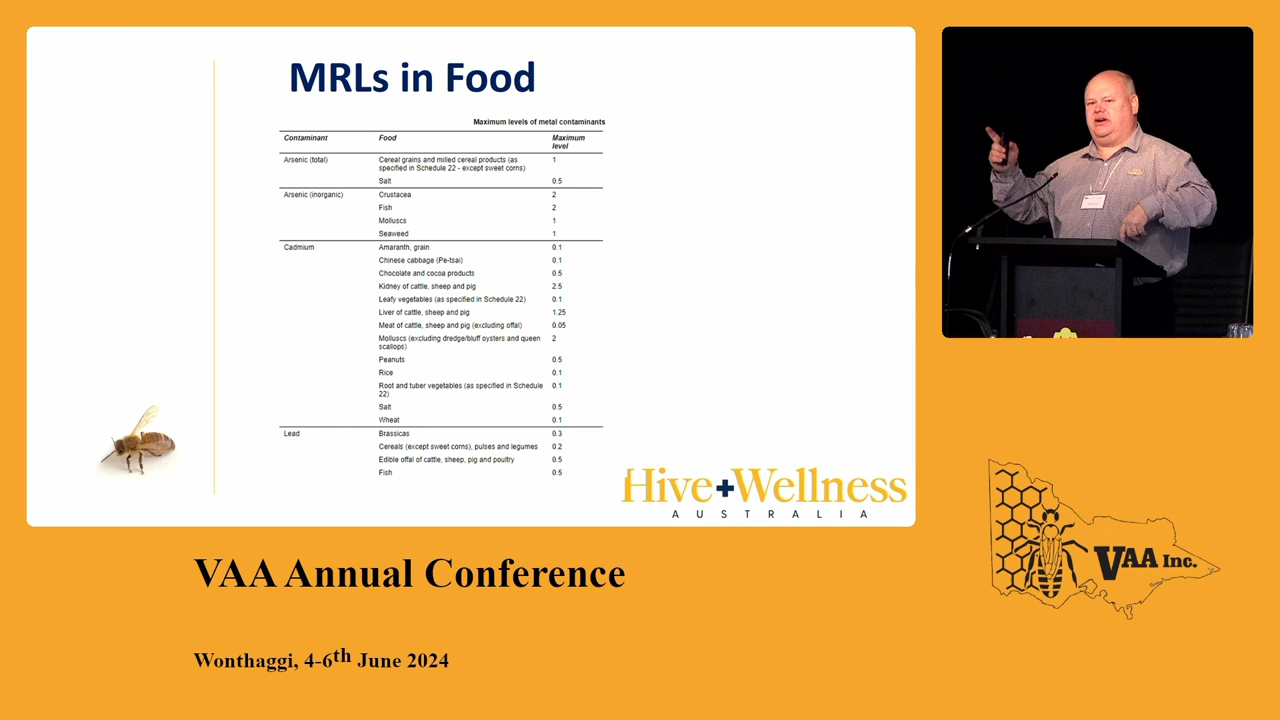 MRLs in Food
Maximum levels of metal contaminants
Contaminant Food Maximum
level
Arsenic (total) Cereal grains and milled cereal products (as 1
specified in Schedule 22 - except sweet corns)
Salt 0.5
Arsenic (inorganic) Crustacea 2
Fish 2
Molluscs 1
Seaweed 1
Cadmium Amaranth, grain 0.1
Chinese cabbage (Pe-tsai) 0.1
Chocolate and cocoa products 0.5
Kidney of cattle, sheep and pig 2.5
Leafy vegetables (as specified in Schedule 22) 0.1
Liver of cattle, sheep and pig 1.25
Meat of cattle, sheep and pig (excluding offal) 0.05
Molluscs (excluding dredge/bluff oysters and queen 2
scallops)
Peanuts 0.5
Rice 0.1
Root and tuber vegetables (as specified in Schedule 0.1
22)
Salt 0.5
Wheat 0.1
Lead Brassicas 0.3
Cereals (except sweet corns), pulses and legumes 0.2
Edible offal of cattle, sheep, pig and poultry 0.5
Fish 0.5
Hive+Wellness
AUSTRALIA
VAA Inc.
VAA Annual Conference
Wonthaggi, 4-6th June 2024